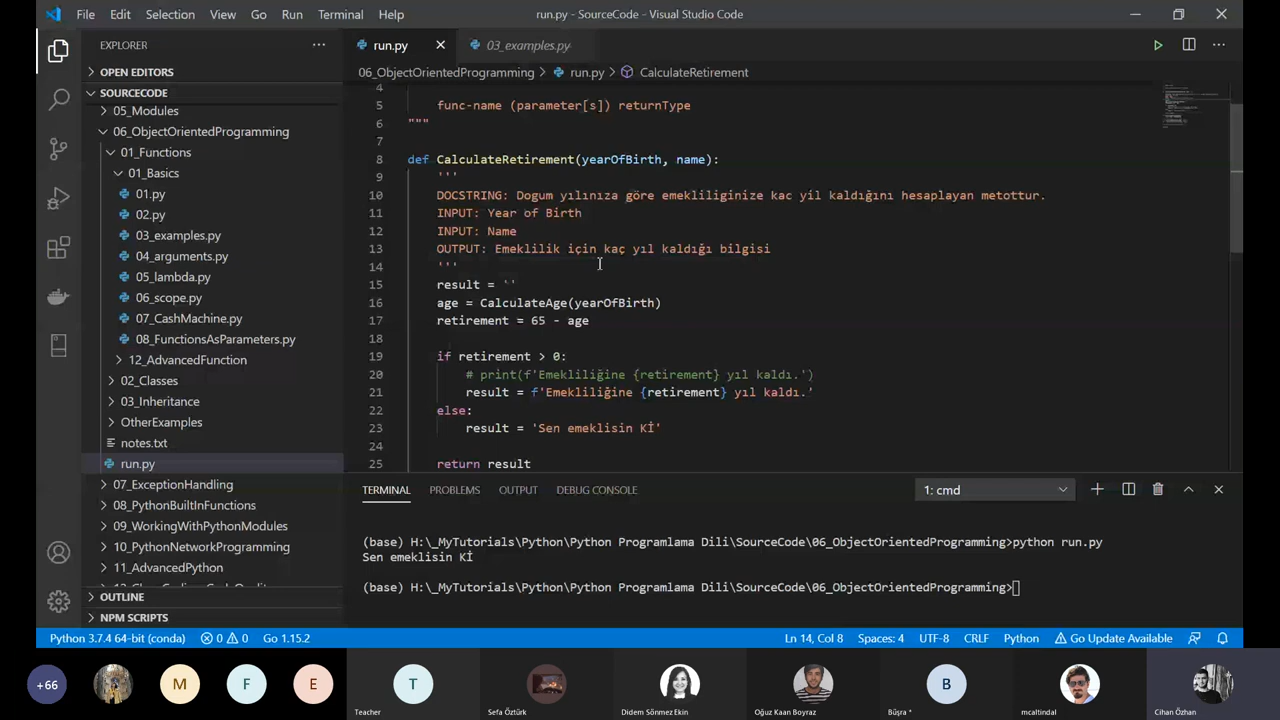 File Edit View Go Run Terminal Help
run.py - SourceCode - Visual Studio Code
EXPLORER
OPEN EDITORS
SOURCECODE
05_Modules
06_ObjectOrientedProgramming
01_Functions
01_Basics
01.py
02.py
03_examples.py
04_arguments.py
05_lambda.py
06_scope.py
07_CashMachine.py
08_FunctionsAsParameters.py
12_AdvancedFunction
02_Classes
03_Inheritance
OtherExamples
notes.txt
run.py
07_ExceptionHandling
08_PythonBuiltInFunctions
09_WorkingWithPythonModules
10_PythonNetworkProgramming
11_AdvancedPython
OUTLINE
NPM SCRIPTS
run.py
03_examples.py
06_ObjectOrientedProgramming > run.py > CalculateRetirement
4
5 func-name (parameter[s]) returnType
6 """
7
8 def CalculateRetirement(yearOfBirth, name):
9 '''
10 DOCSTRING: Dogum yılınıza göre emekliliginize kac yil kaldığını hesaplayan metottur.
11 INPUT: Year of Birth
12 INPUT: Name
13 OUTPUT: Emeklilik için kaç yıl kaldığı bilgisi
14 '''
15 result = ''
16 age = CalculateAge(yearOfBirth)
17 retirement = 65 - age
18
19 if retirement > 0:
20 # print(f'Emekliliğine {retirement} yıl kaldı.')
21 result = f'Emekliliğine {retirement} yıl kaldı.'
22 else:
23 result = 'Sen emeklisin Kİ'
24
25 return result
TERMINAL PROBLEMS OUTPUT DEBUG CONSOLE
1: cmd
(base) H:\_MyTutorials\Python\Python Programlama Dili\SourceCode\06_ObjectOrientedProgramming>python run.py
Sen emeklisin Kİ
(base) H:\_MyTutorials\Python\Python Programlama Dili\SourceCode\06_ObjectOrientedProgramming>
Python 3.7.4 64-bit (conda) 0 0 Go 1.15.2
Ln 14, Col 8 Spaces: 4 UTF-8 CRLF Python Go Update Available
+66 M F E T B
Teacher Sefa Öztürk Didem Sönmez Ekin Oğuz Kaan Boyraz Büşra * mcaltindal Cihan Özhan